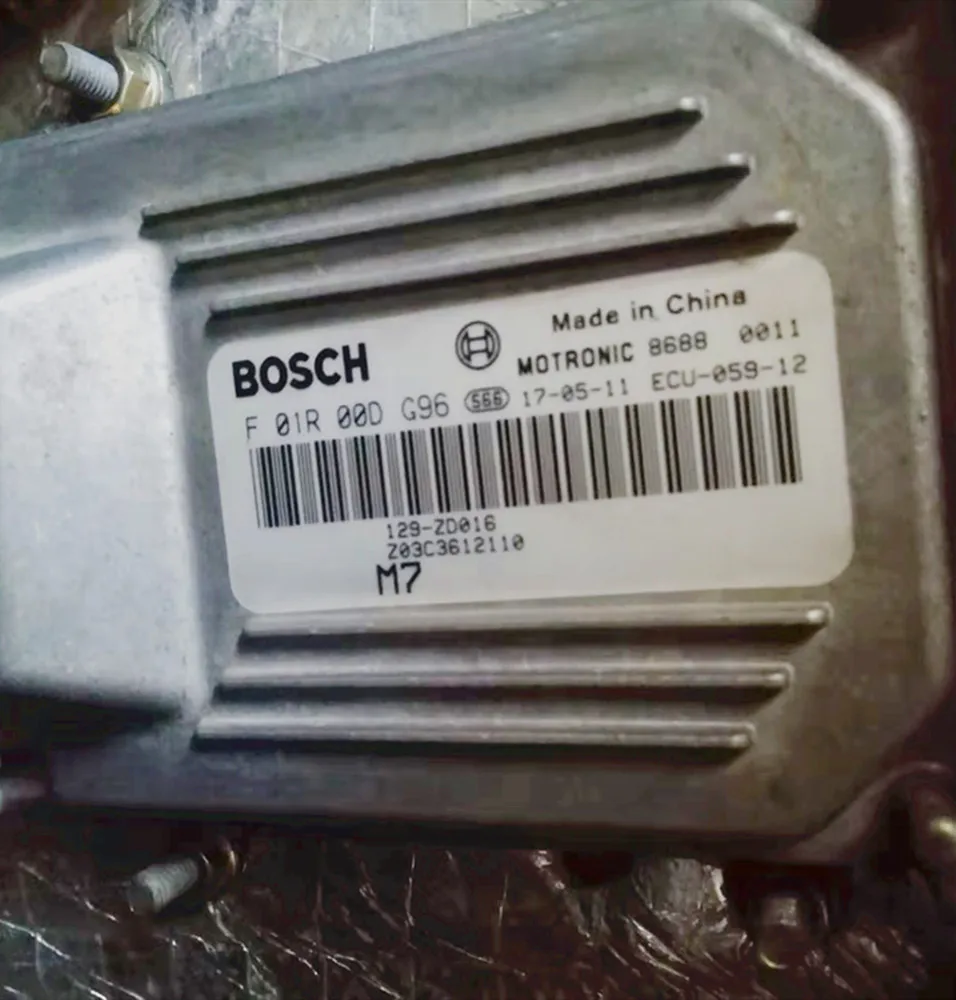 Made in China
BOSCH MOTRONIC 8688 0011
F 01R 00D G96 566 17-05-11 ECU-059-12
129-ZD016
Z03C3612110
M7